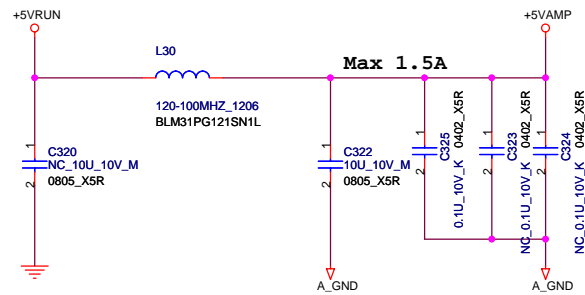 +5VRUN
+5VAMP
L30
Max 1.5A
120-100MHZ_1206
BLM31PG121SN1L
1
C320
NC_10U_10V_M
2
0805_X5R
1
C322
10U_10V_M
2
0805_X5R
1
2
C325
0.1U_10V_K
0402_X5R
1
2
C323
NC_0.1U_10V_K
0402_X5R
1
2
C324
NC_0.1U_10V_K
0402_X5R
A_GND
A_GND